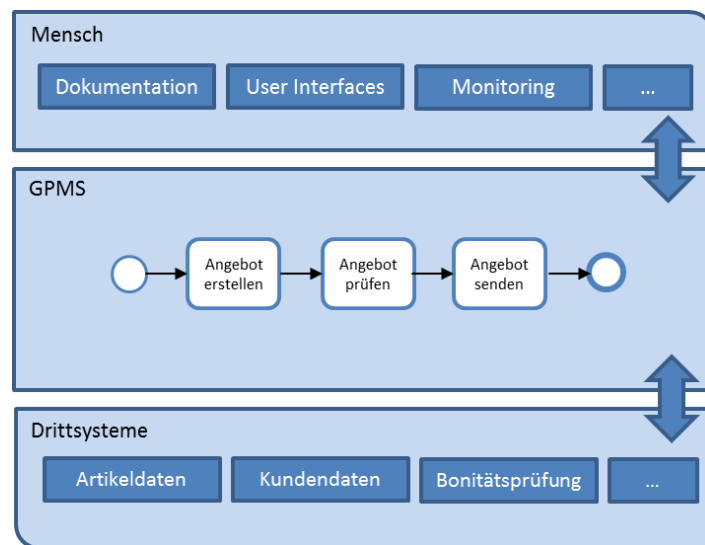 Mensch
Dokumentation
User Interfaces
Monitoring
...
GPMS
Angebot
erstellen
Angebot
prüfen
Angebot
senden
Drittsysteme
Artikeldaten
Kundendaten
Bonitätsprüfung
...